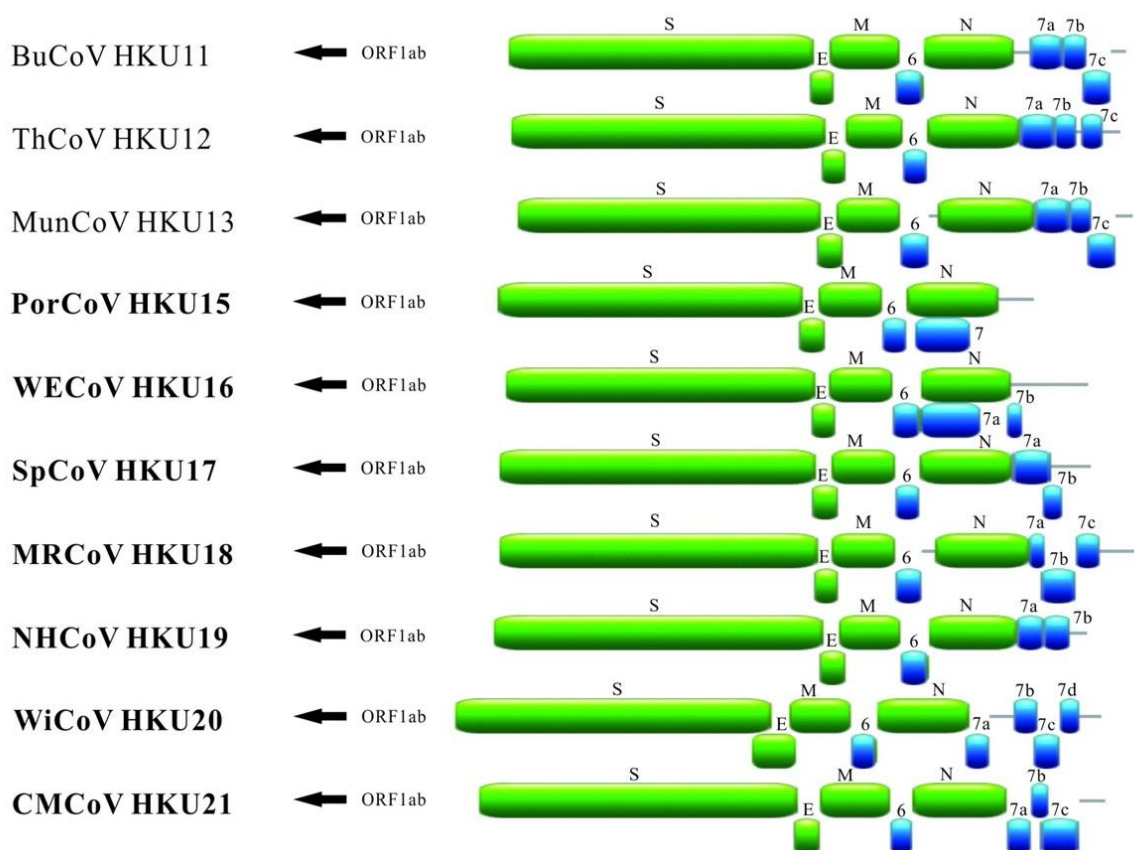 S M N 7a 7b
BuCoV HKU11 ORF1ab E 6 7c
S M N 7a 7b
ThCoV HKU12 ORF1ab E 6 7c
S M N 7a 7b
MunCoV HKU13 ORF1ab E 6 7c
S M N
PorCoV HKU15 ORF1ab E 6 7
S M N
WECoV HKU16 ORF1ab E 6 7a 7b
S M N 7a
SpCoV HKU17 ORF1ab E 6 7b
S M N 7a 7c
MRCoV HKU18 ORF1ab E 6 7b
S M N 7a 7b
NHCoV HKU19 ORF1ab E 6
S M N 7b 7d
WiCoV HKU20 ORF1ab E 6 7a 7c
S M N 7b
CMCoV HKU21 ORF1ab E 6 7a 7c